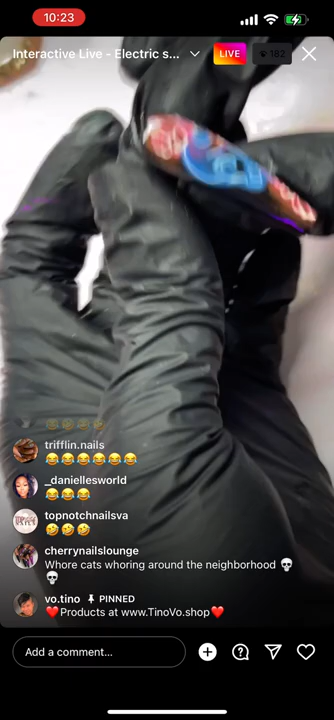 10:23
Interactive Live - Electric s...
LIVE
182
trifflin.nails
😂😂😂😂😂😂
_daniellesworld
😂😂😂
topnotchnailsva
🤣🤣🤣
cherrynailslounge
Whore cats whoring around the neighborhood 💀
💀
vo.tino PINNED
❤️Products at www.TinoVo.shop❤️
Add a comment...